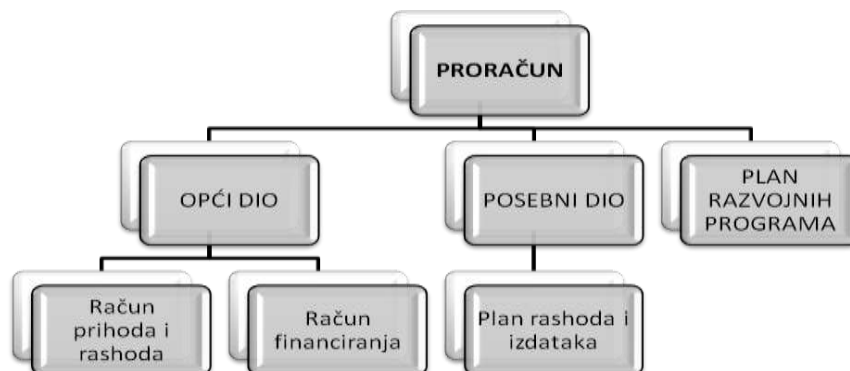 PRORAČUN
OPĆI DIO
POSEBNI DIO
PLAN
RAZVOJNIH
PROGRAMA
Račun
prihoda i
rashoda
Račun
financiranja
Plan rashoda i
izdataka